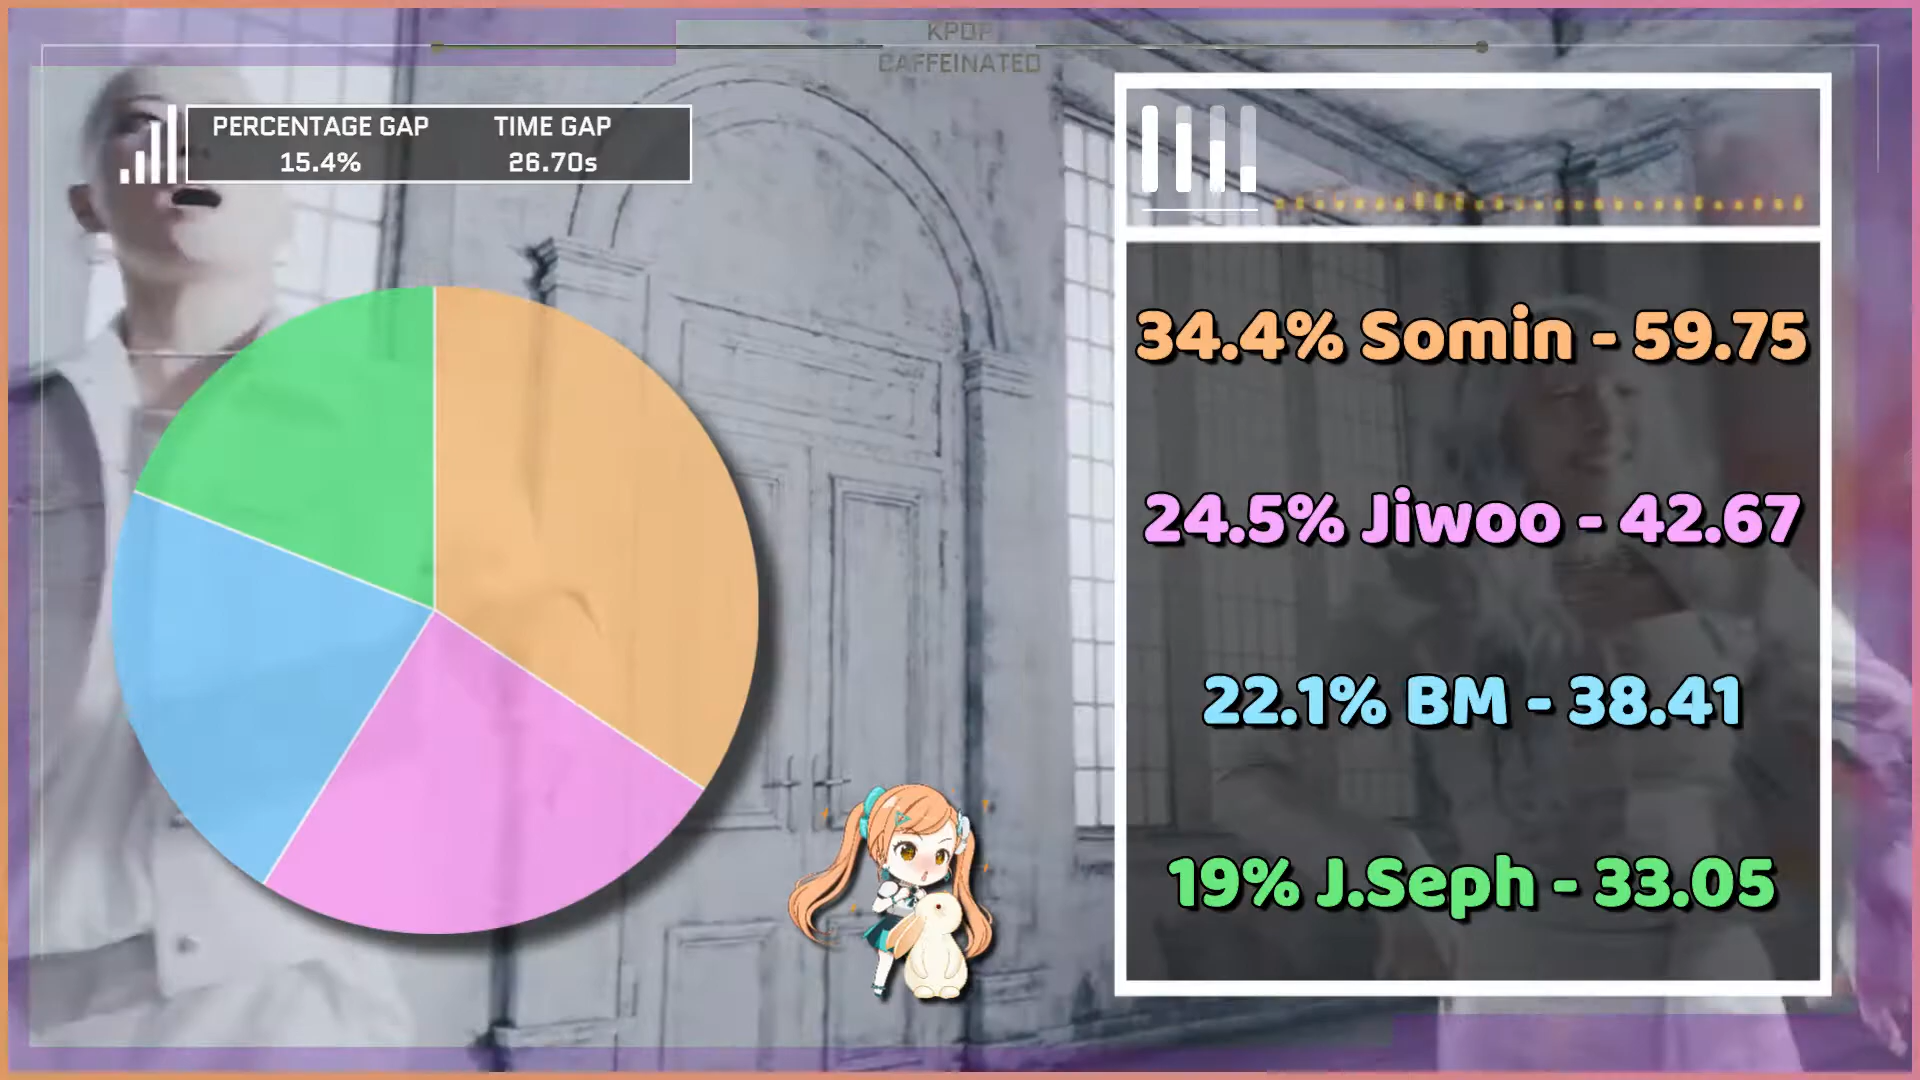 KPOP
CAFFEINATED
PERCENTAGE GAP TIME GAP
15.4% 26.70s
34.4% Somin - 59.75
24.5% Jiwoo - 42.67
22.1% BM - 38.41
19% J.Seph - 33.05